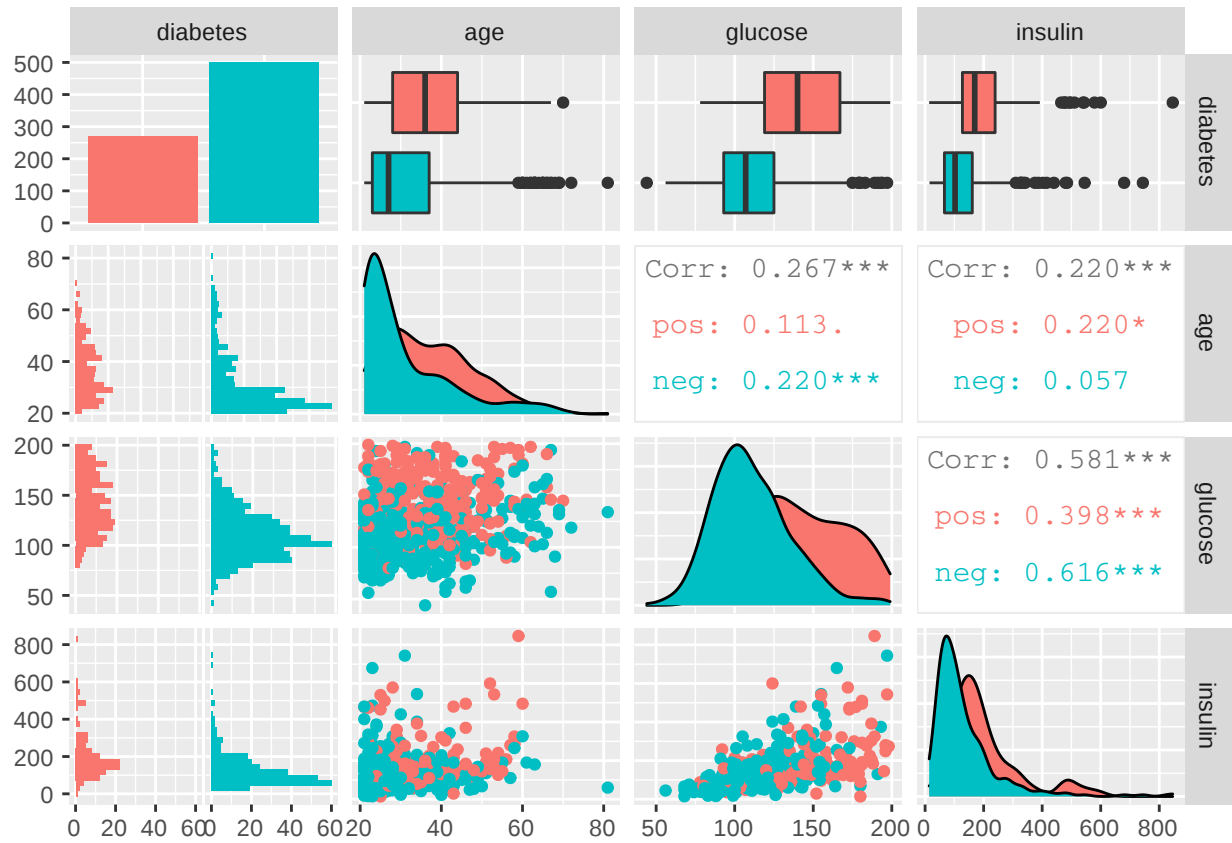 diabetes age glucose insulin
500
400
300
200
100
0
diabetes
80
60
40
20
Corr: 0.267***
pos: 0.113.
neg: 0.220***
Corr: 0.220***
pos: 0.220*
neg: 0.057
age
200
150
100
50
Corr: 0.581***
pos: 0.398***
neg: 0.616***
glucose
800
600
400
200
0
insulin
0 20 40 60 0 20 40 60 20 40 60 80 50 100 150 200 0 200 400 600 800